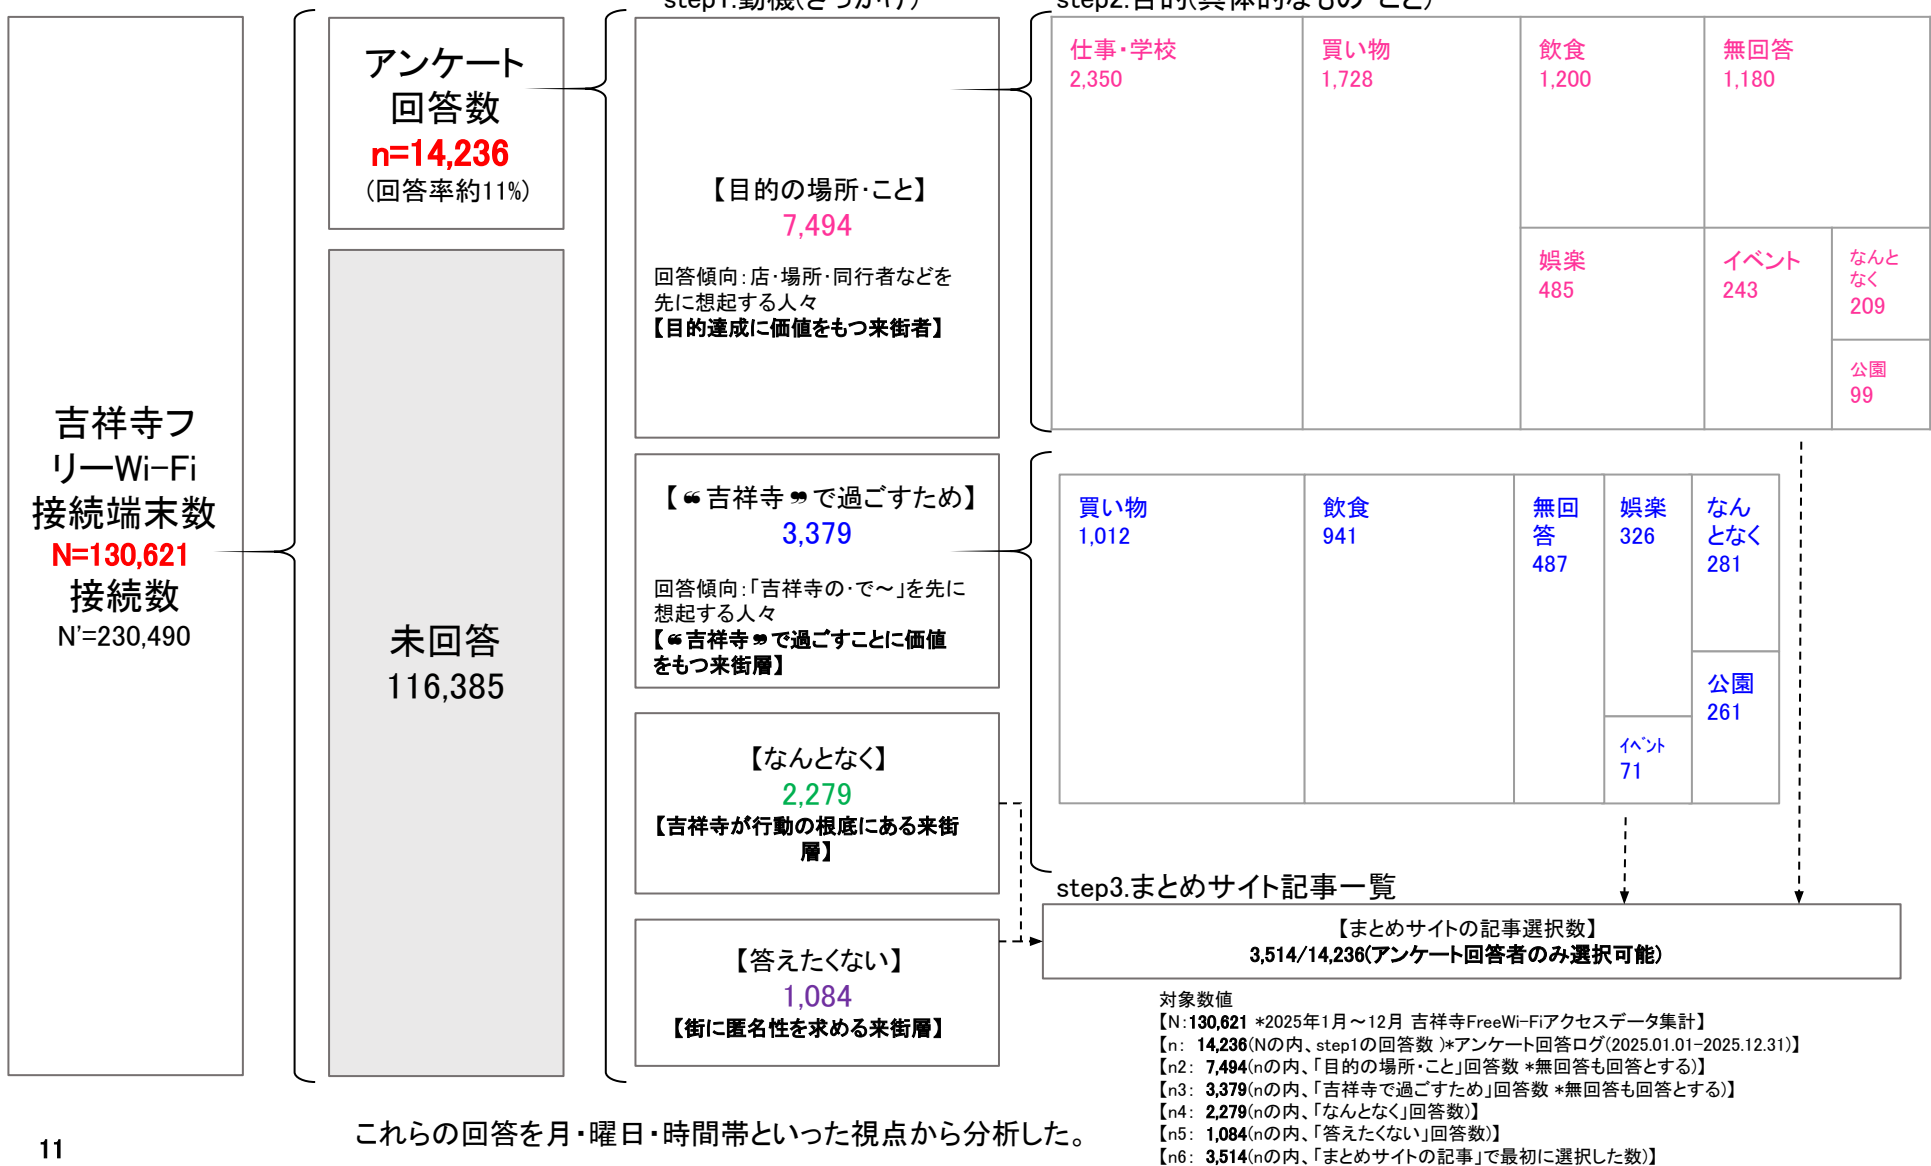 step1.動機(きっかけ)
step2.目的(具体的なもの・こと)
吉祥寺フ
リーWi-Fi
接続端末数
N=130,621
接続数
N'=230,490
アンケート
回答数
n=14,236
(回答率約11%)
未回答
116,385
【目的の場所・こと】
7,494
回答傾向：店・場所・同行者などを
先に想起する人々
【目的達成に価値をもつ来街者】
【❝吉祥寺❞で過ごすため】
3,379
回答傾向：「吉祥寺の・で～」を先に
想起する人々
【❝吉祥寺❞で過ごすことに価値
をもつ来街層】
【なんとなく】
2,279
【吉祥寺が行動の根底にある来街
層】
【答えたくない】
1,084
【街に匿名性を求める来街層】
仕事・学校
2,350
買い物
1,728
飲食
1,200
無回答
1,180
娯楽
485
イベント
243
なんと
なく
209
公園
99
買い物
1,012
飲食
941
無回
答
487
娯楽
326
なん
となく
281
ｲﾍﾞﾝﾄ
71
公園
261
step3.まとめサイト記事一覧
【まとめサイトの記事選択数】
3,514/14,236(アンケート回答者のみ選択可能)
対象数値
【N：130,621 *2025年1月～12月 吉祥寺FreeWi-Fiアクセスデータ集計】
【n： 14,236(Nの内、step1の回答数 )*アンケート回答ログ(2025.01.01-2025.12.31)】
【n2： 7,494(nの内、「目的の場所・こと」回答数 *無回答も回答とする)】
【n3： 3,379(nの内、「吉祥寺で過ごすため」回答数 *無回答も回答とする)】
【n4： 2,279(nの内、「なんとなく」回答数)】
【n5： 1,084(nの内、「答えたくない」回答数)】
【n6： 3,514(nの内、「まとめサイトの記事」で最初に選択した数)】
これらの回答を月・曜日・時間帯といった視点から分析した。
11